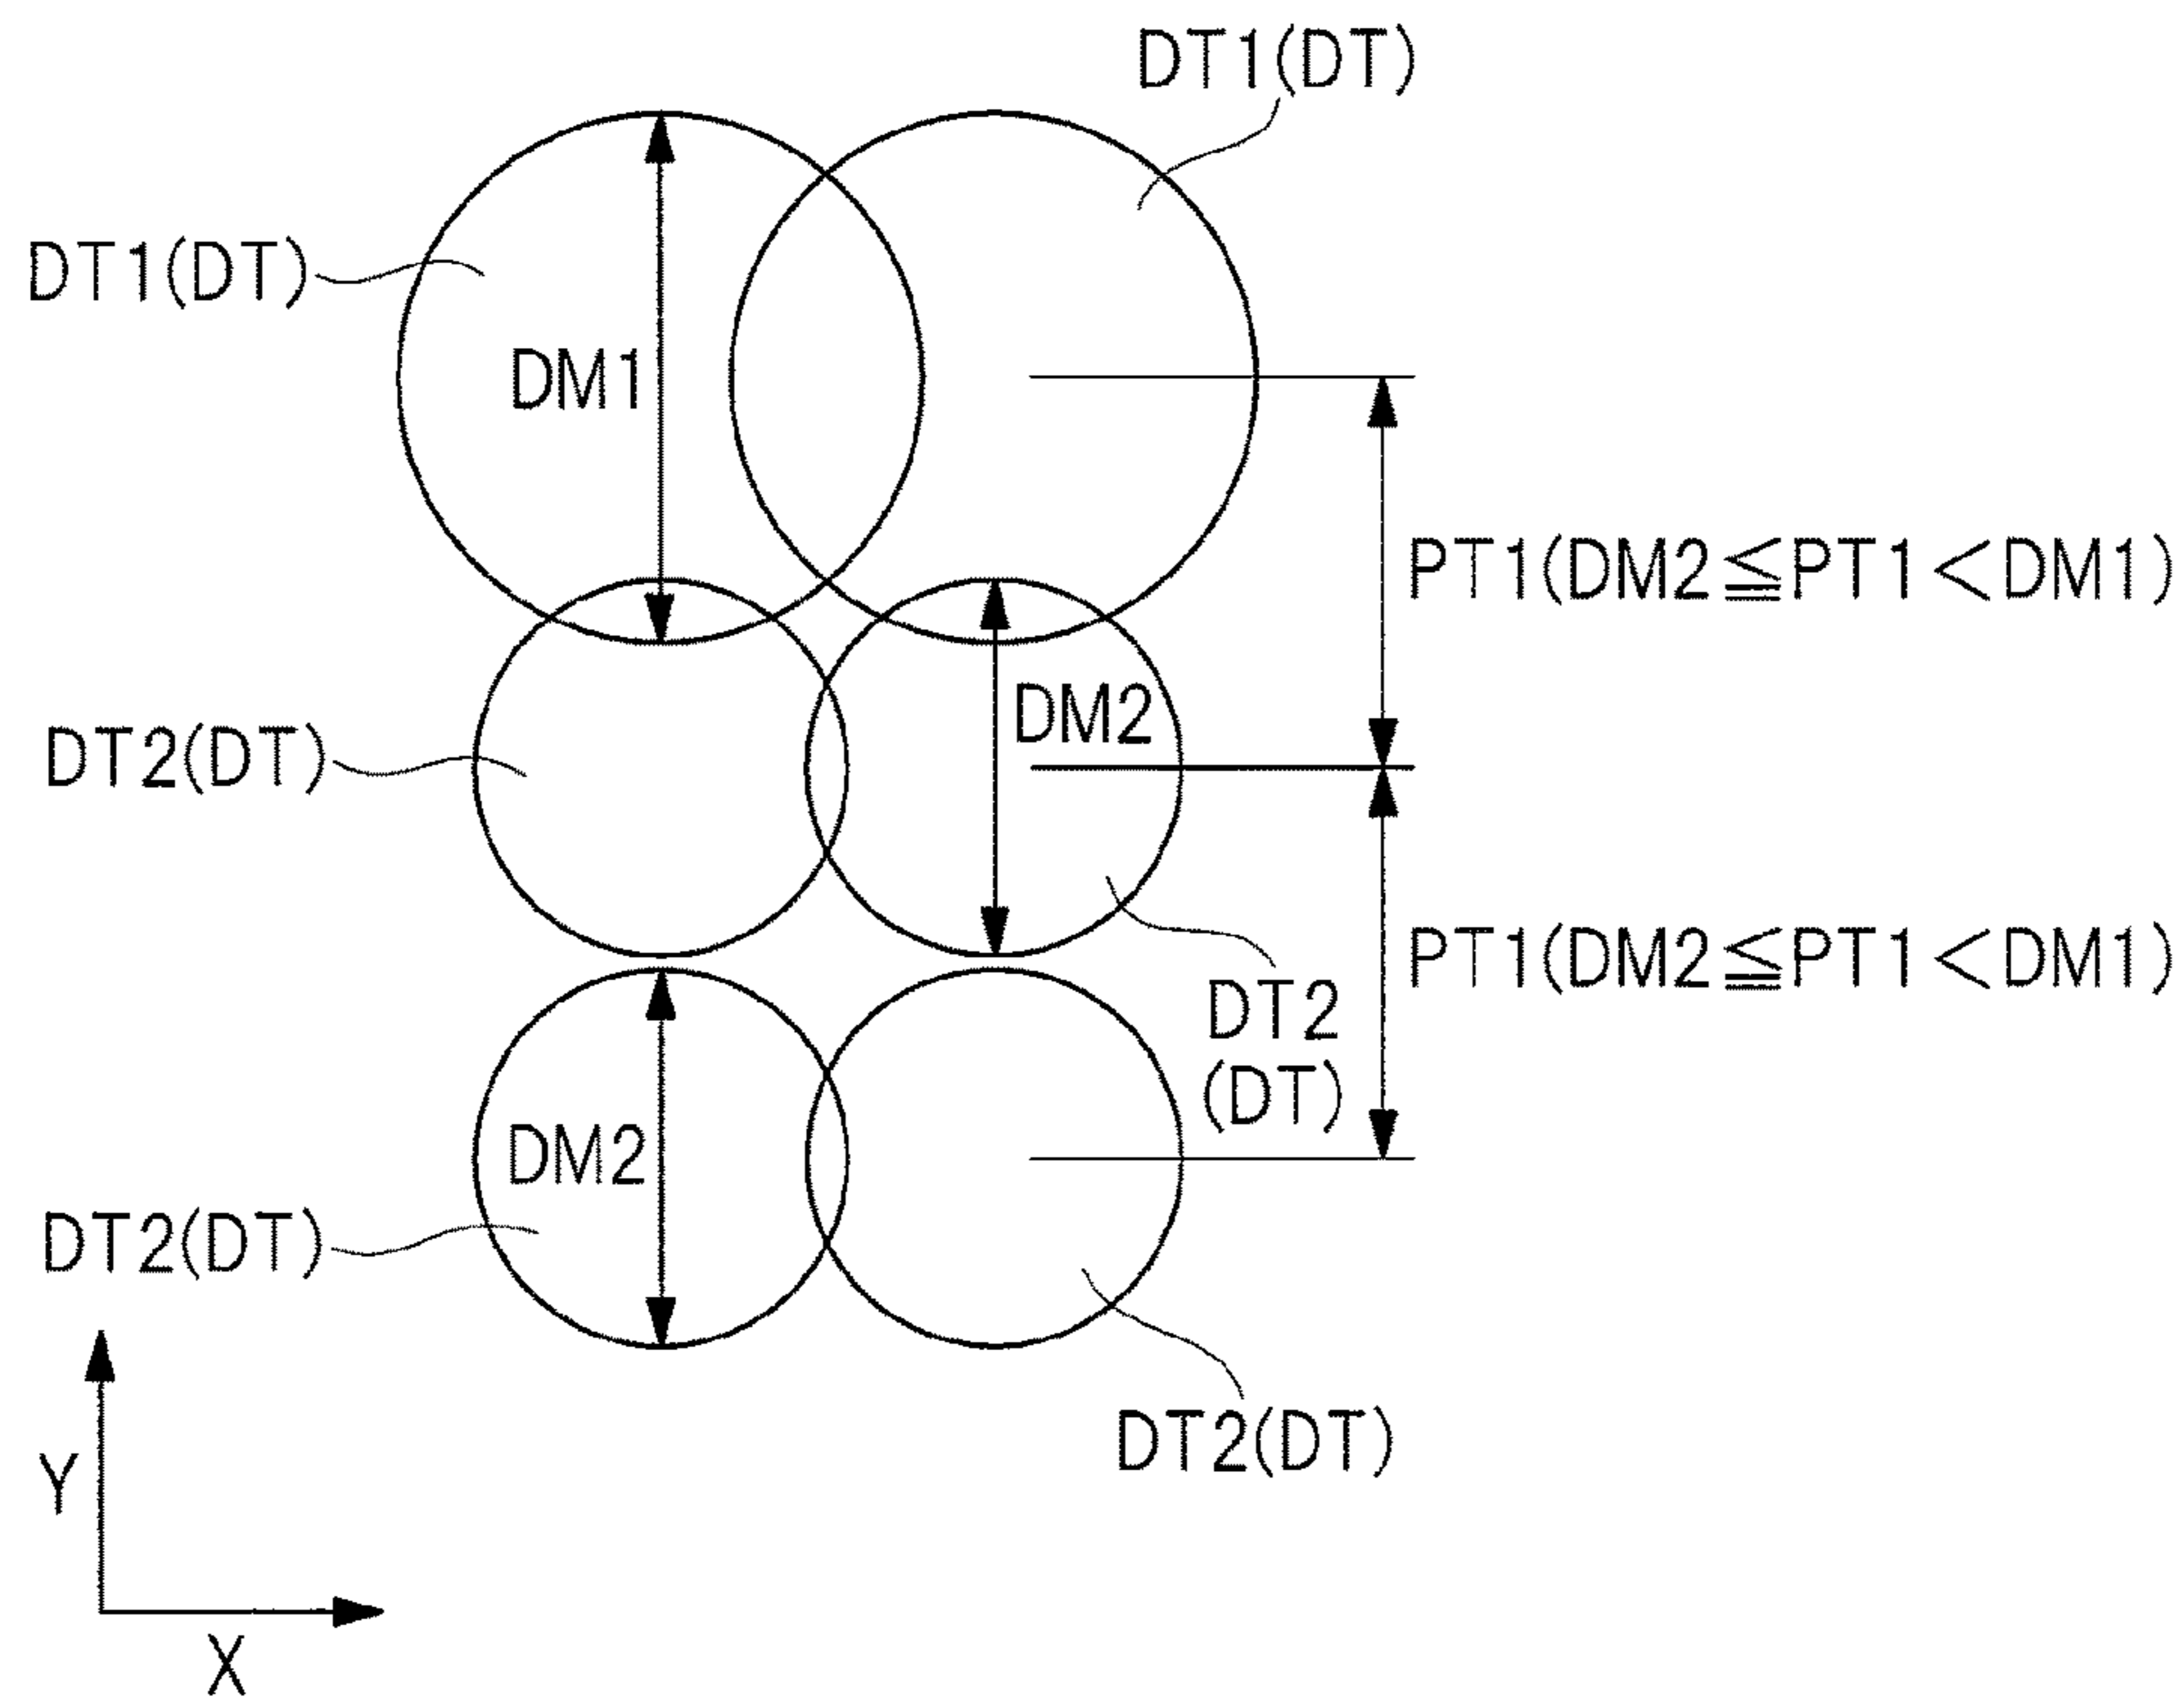 DT1(DT)
DT1(DT)
DM1
PT1(DM2≦PT1<DM1)
DM2
DT2(DT)
PT1(DM2≦PT1<DM1)
DT2
(DT)
DM2
DT2(DT)
DT2(DT)
Y
X